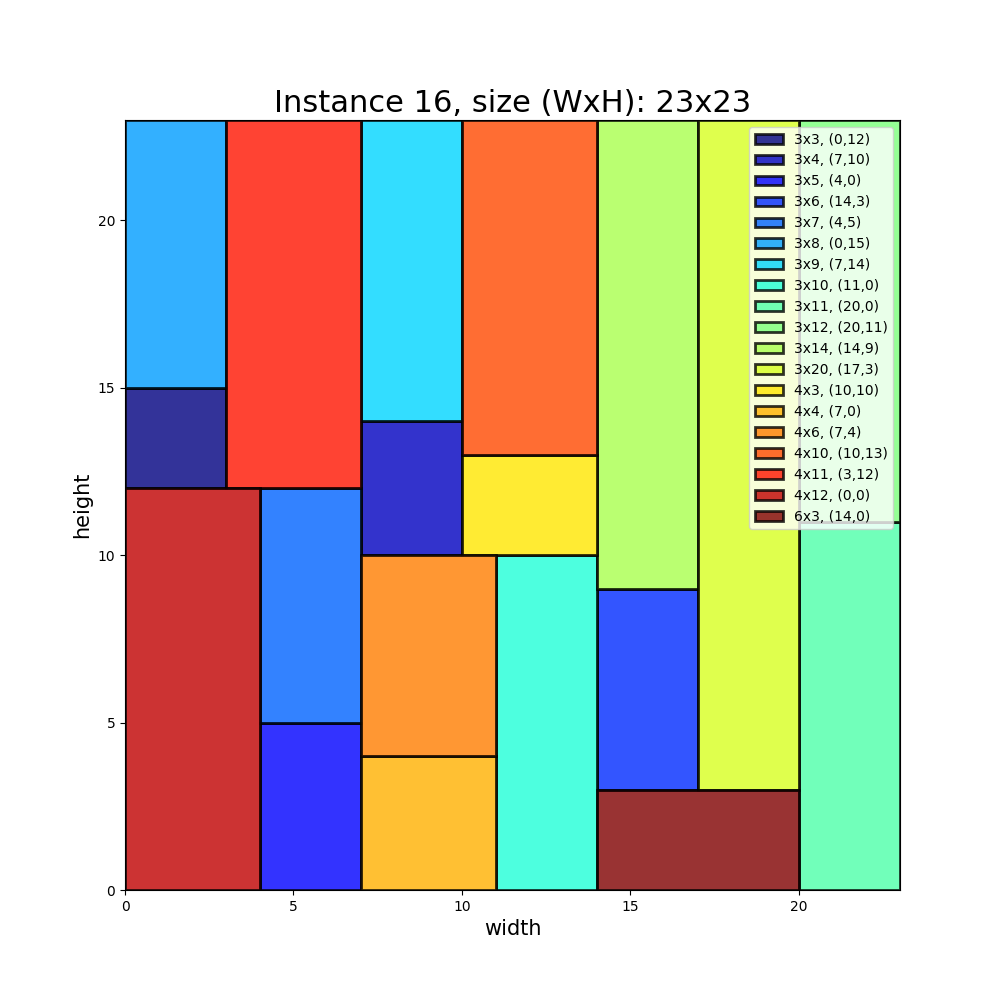 Instance 16, size (WxH): 23x23
3x3, (0,12)
3x4, (7,10)
3x5, (4,0)
3x6, (14,3)
3x7, (4,5)
3x8, (0,15)
3x9, (7,14)
3x10, (11,0)
3x11, (20,0)
3x12, (20,11)
3x14, (14,9)
3x20, (17,3)
4x3, (10,10)
4x4, (7,0)
4x6, (7,4)
4x10, (10,13)
4x11, (3,12)
4x12, (0,0)
6x3, (14,0)
height
20
15
10
5
0
0 5 10 15 20
width